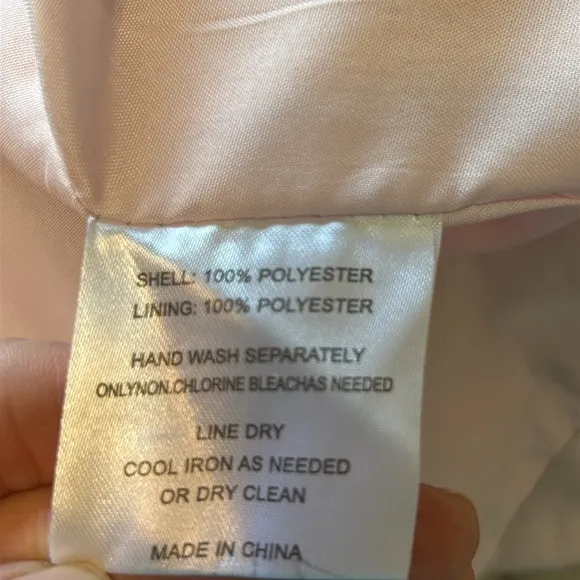 SHELL: 100% POLYESTER
LINING: 100% POLYESTER
HAND WASH SEPARATELY
ONLYNON.CHLORINE BLEACHAS NEEDED
LINE DRY
COOL IRON AS NEEDED
OR DRY CLEAN
MADE IN CHINA